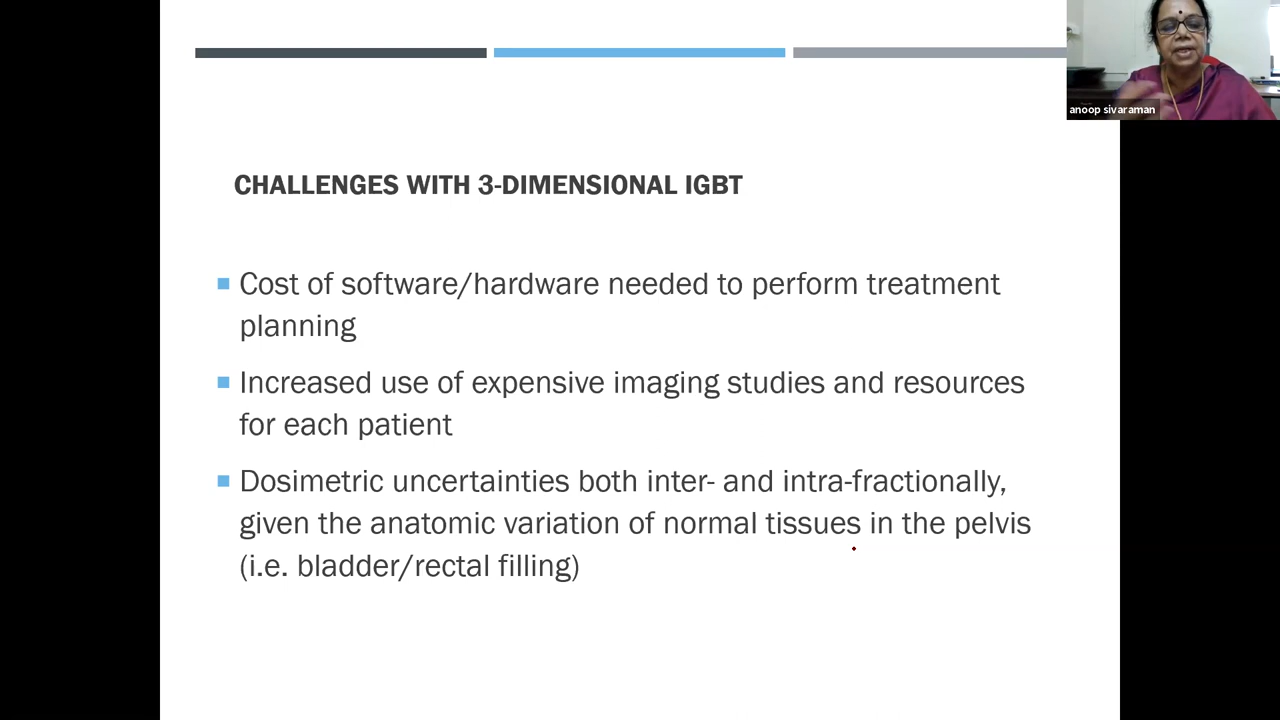 anoop sivaraman
CHALLENGES WITH 3-DIMENSIONAL IGBT
Cost of software/hardware needed to perform treatment
planning
Increased use of expensive imaging studies and resources
for each patient
Dosimetric uncertainties both inter- and intra-fractionally,
given the anatomic variation of normal tissues in the pelvis
(i.e. bladder/rectal filling)